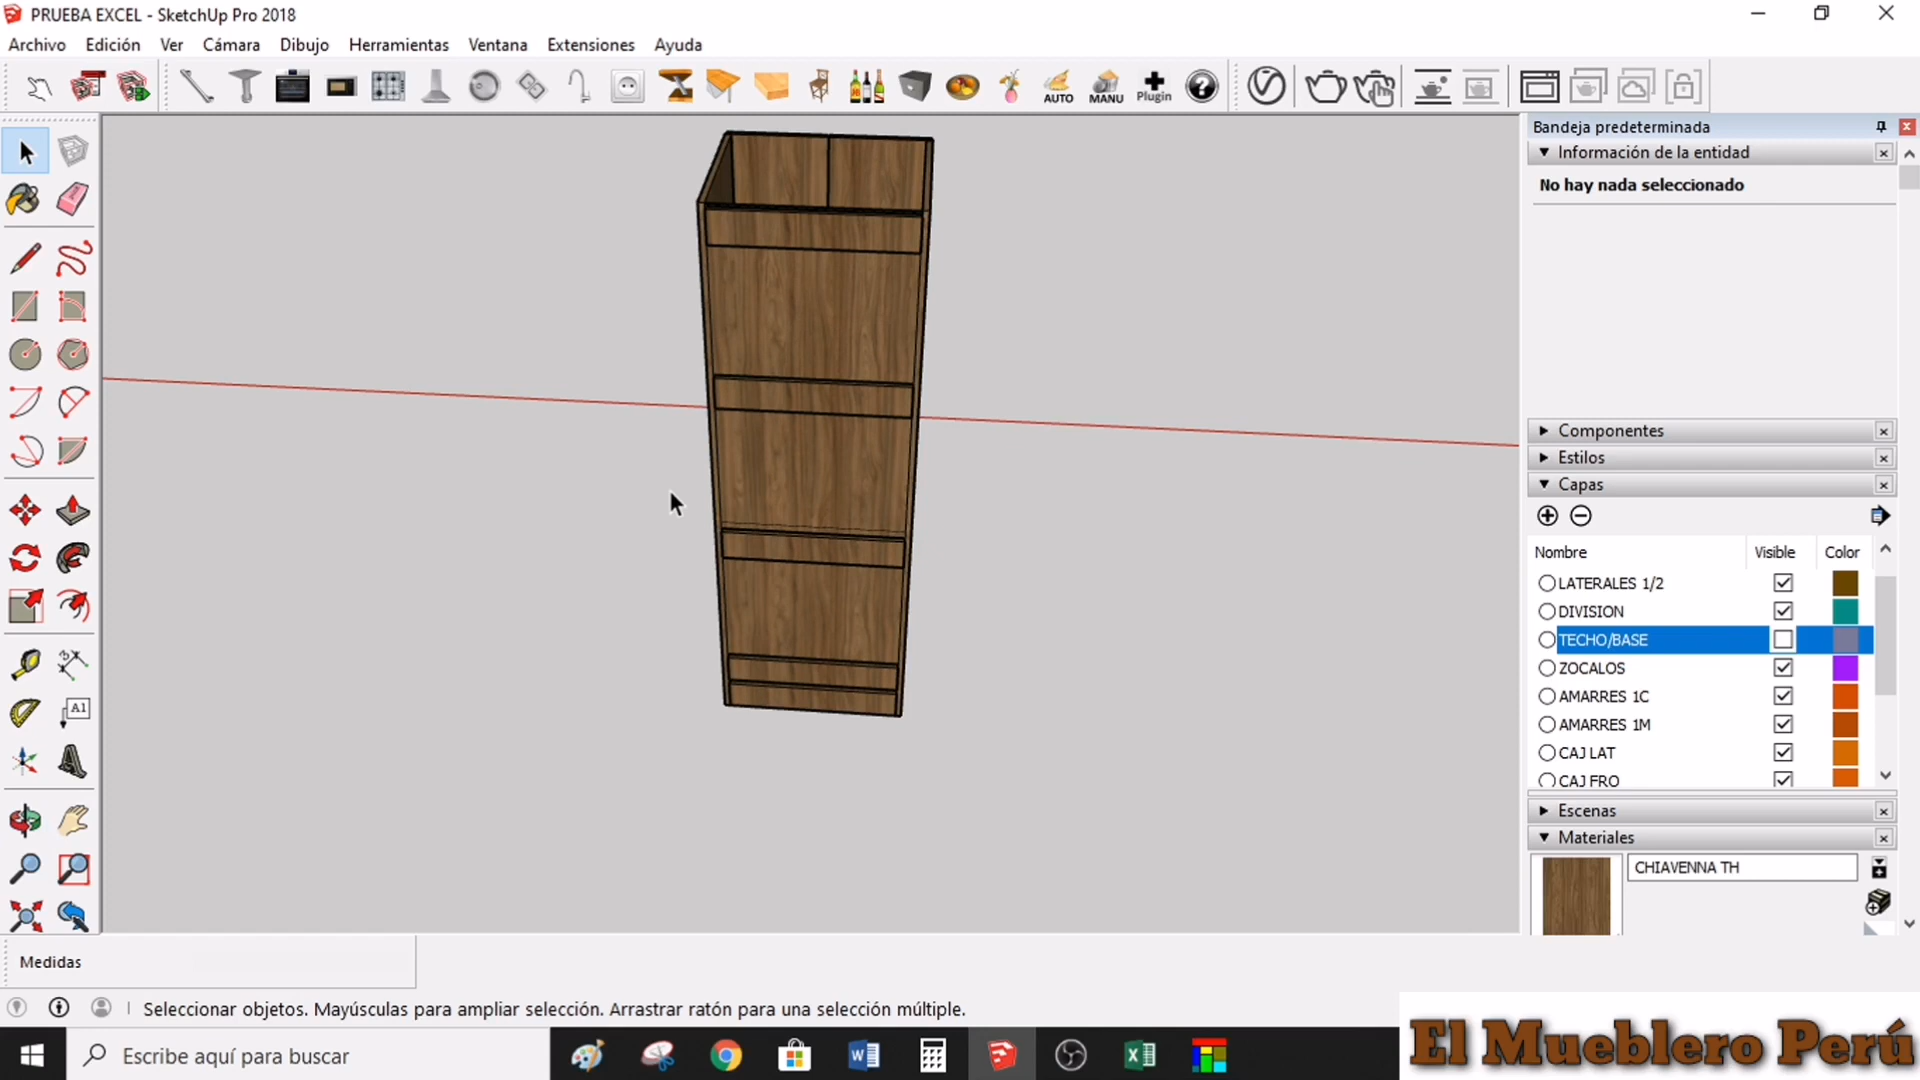 PRUEBA EXCEL - SketchUp Pro 2018
Archivo Edición Ver Cámara Dibujo Herramientas Ventana Extensiones Ayuda
AUTO MANU Plugin
Bandeja predeterminada
Información de la entidad
No hay nada seleccionado
Componentes
Estilos
Capas
Nombre Visible Color
LATERALES 1/2
DIVISION
TECHO/BASE
ZOCALOS
AMARRES 1C
AMARRES 1M
CAJ LAT
CAJ FRO
Escenas
Materiales
CHIAVENNA TH
A1
Medidas
Seleccionar objetos. Mayúsculas para ampliar selección. Arrastrar ratón para una selección múltiple.
Escribe aquí para buscar
El Mueblero Perú